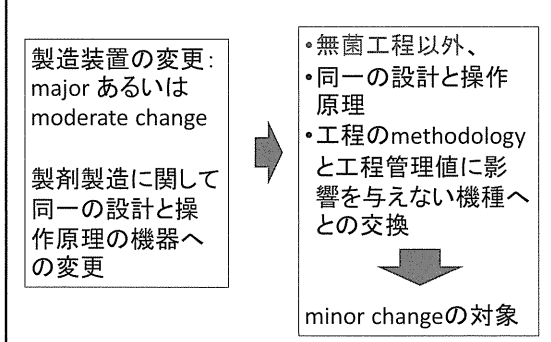 製造装置の変更：
major あるいは
moderate change
製剤製造に関して
同一の設計と操
作原理の機器へ
の変更
•無菌工程以外、
•同一の設計と操作
原理
•工程のmethodology
と工程管理値に影
響を与えない機種へ
との交換
minor changeの対象